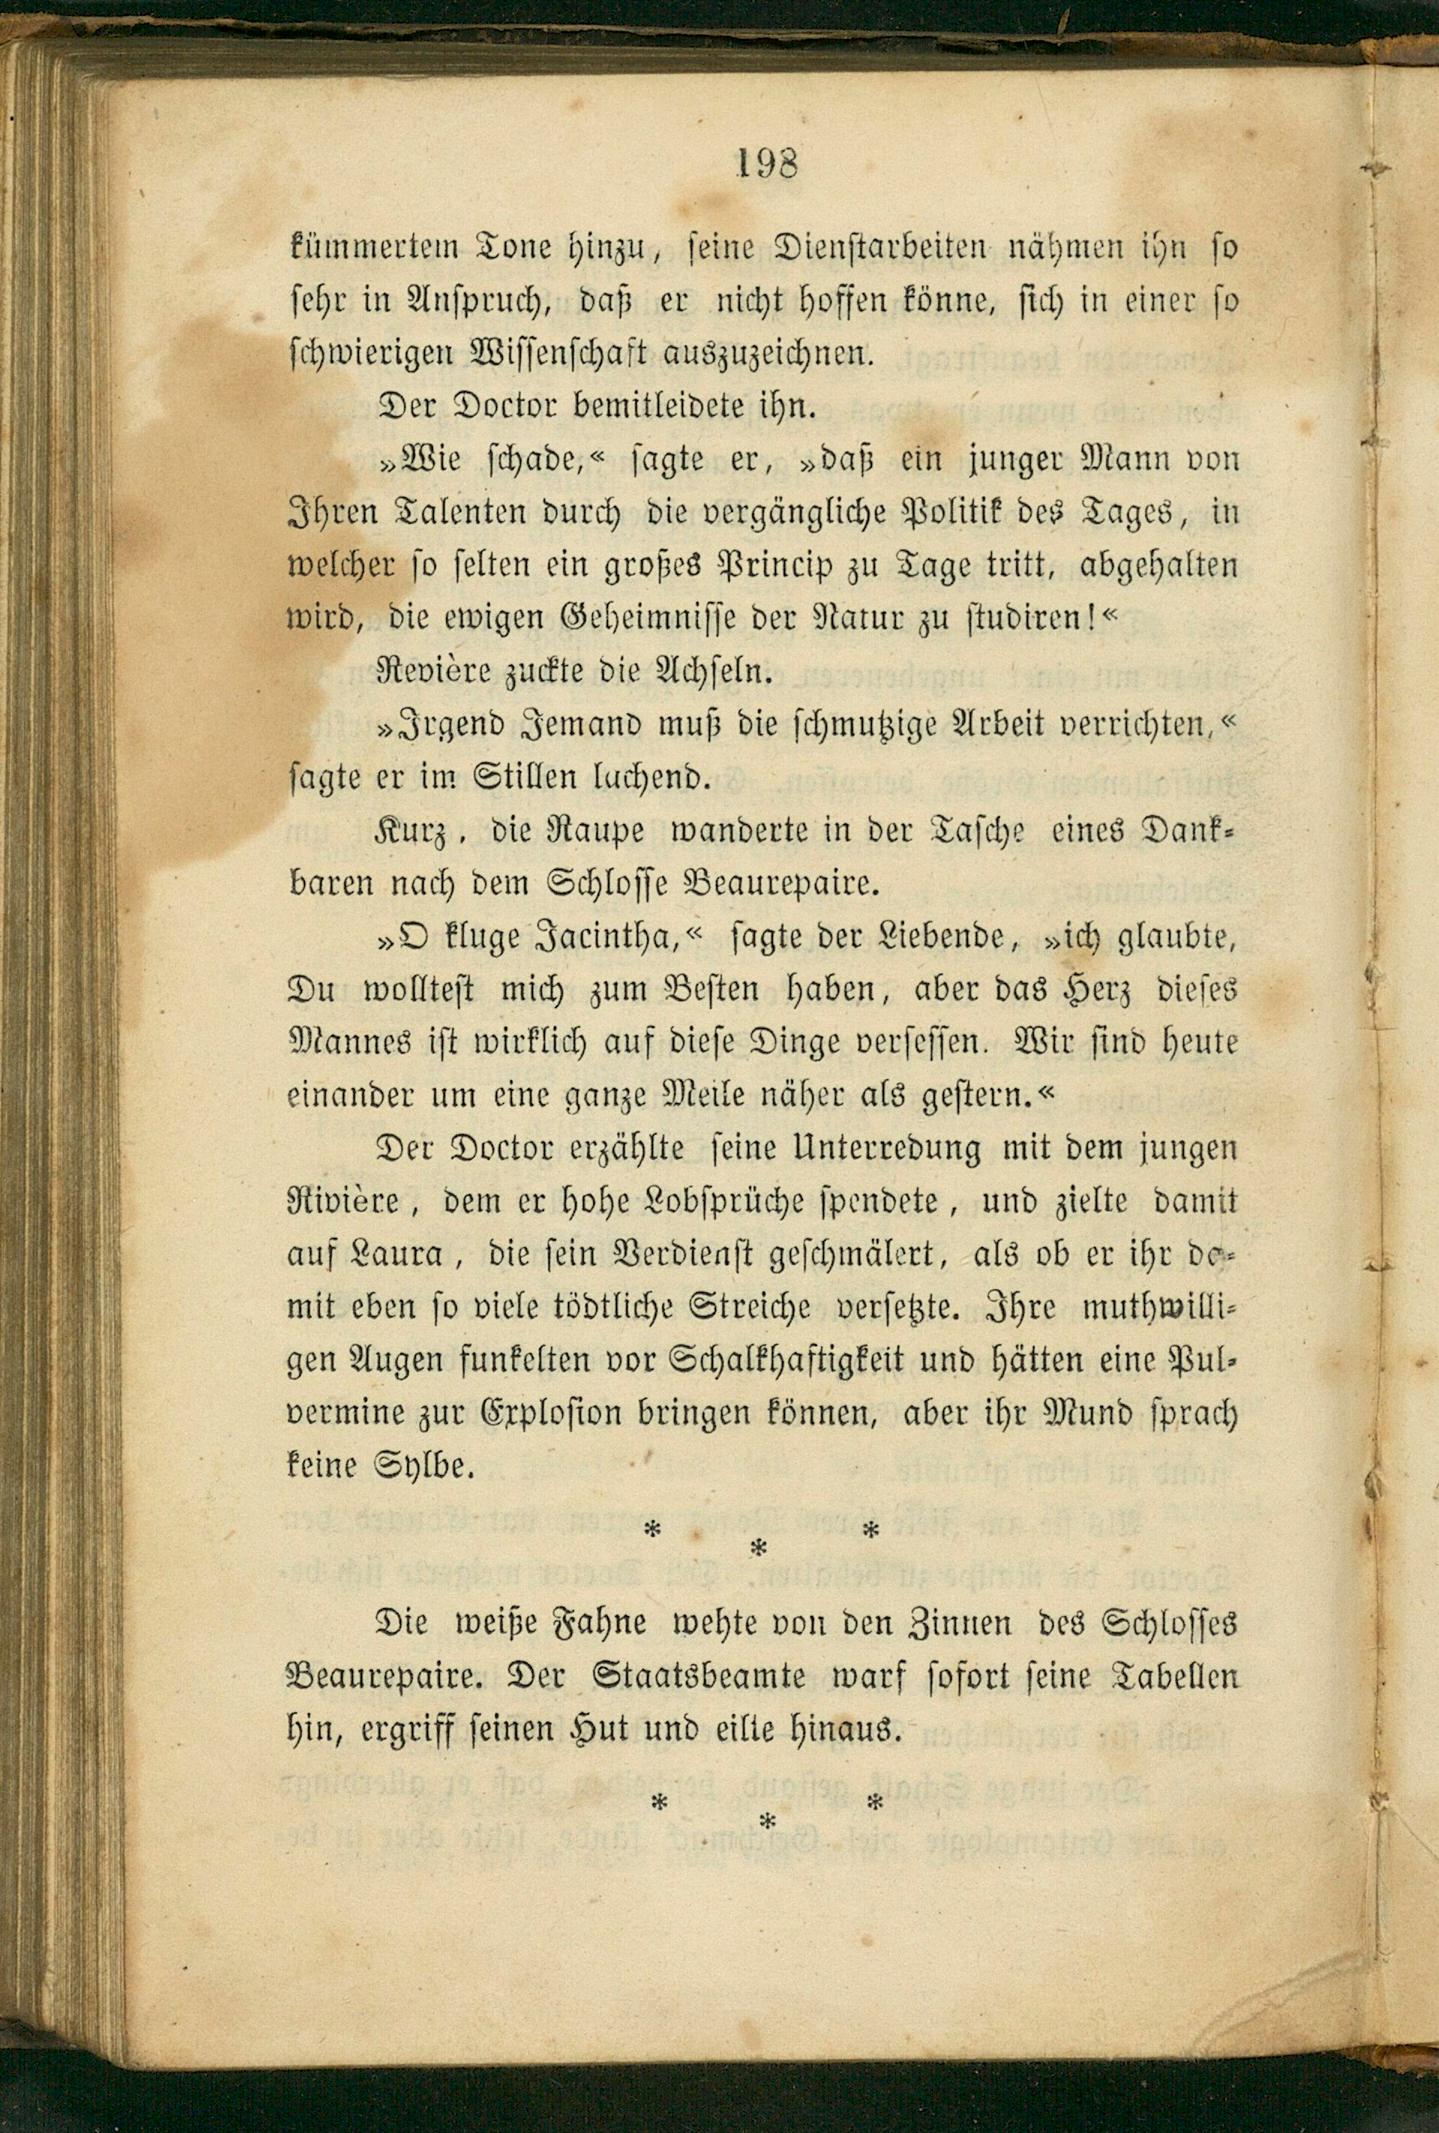 198
kümmertem Tone hinzu, seine Dienstarbeiten nähmen ihn so
sehr in Anspruch, daß er nicht hoffen könne, sich in einer so
schwierigen Wissenschaft auszuzeichnen.
Der Doctor bemitleidete ihn.
»Wie schade,« sagte er, »daß ein junger Mann von
Ihren Talenten durch die vergängliche Politik des Tages, in
welcher so selten ein großes Princip zu Tage tritt, abgehalten
wird, die ewigen Geheimnisse der Natur zu studiren!«
Revière zuckte die Achseln.
»Irgend Jemand muß die schmutzige Arbeit verrichten,«
sagte er im Stillen luchend.
Kurz, die Raupe wanderte in der Tasche eines Dank-
baren nach dem Schlosse Beaurepaire.
»O kluge Jacintha,« sagte der Liebende, »ich glaubte,
Du wolltest mich zum Besten haben, aber das Herz dieses
Mannes ist wirklich auf diese Dinge versessen. Wir sind heute
einander um eine ganze Meile näher als gestern.«
Der Doctor erzählte seine Unterredung mit dem jungen
Rivière, dem er hohe Lobsprüche spendete, und zielte damit
auf Laura, die sein Verdienst geschmälert, als ob er ihr da-
mit eben so viele tödtliche Streiche versetzte. Ihre muthwilli-
gen Augen funkelten vor Schalkhaftigkeit und hätten eine Pul-
vermine zur Explosion bringen können, aber ihr Mund sprach
keine Sylbe.
* * *
Die weiße Fahne wehte von den Zinnen des Schlosses
Beaurepaire. Der Staatsbeamte warf sofort seine Tabellen
hin, ergriff seinen Hut und eilte hinaus.
* * *